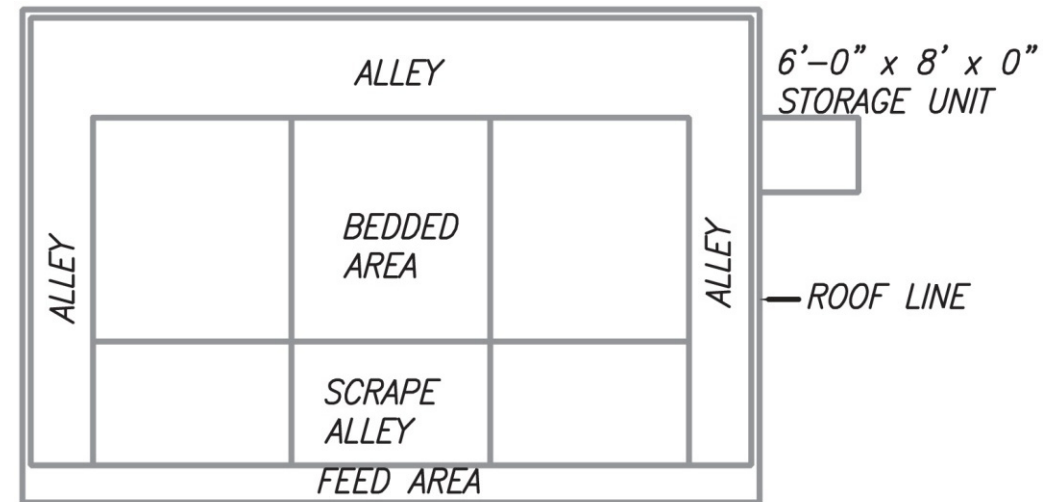 ALLEY
6'-0" x 8' x 0"
STORAGE UNIT
BEDDED
AREA
ALLEY
ALLEY
ROOF LINE
SCRAPE
ALLEY
FEED AREA